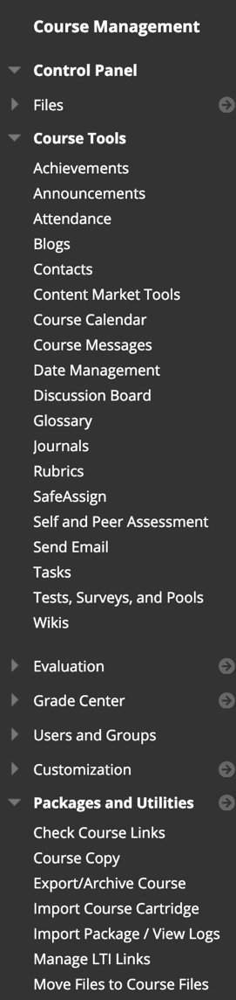 Course Management
Control Panel
Files
Course Tools
Achievements
Announcements
Attendance
Blogs
Contacts
Content Market Tools
Course Calendar
Course Messages
Date Management
Discussion Board
Glossary
Journals
Rubrics
SafeAssign
Self and Peer Assessment
Send Email
Tasks
Tests, Surveys, and Pools
Wikis
Evaluation
Grade Center
Users and Groups
Customization
Packages and Utilities
Check Course Links
Course Copy
Export/Archive Course
Import Course Cartridge
Import Package / View Logs
Manage LTI Links
Move Files to Course Files